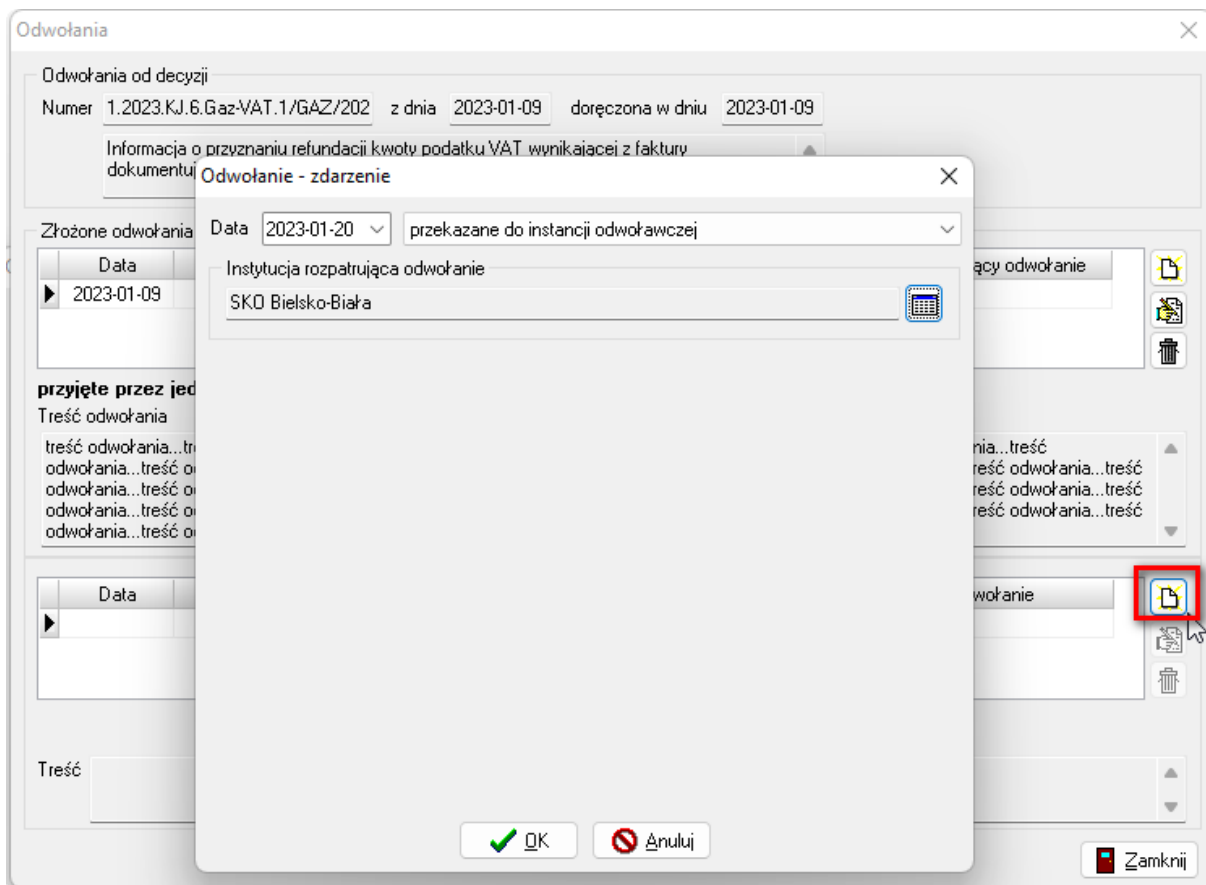 Odwołania
Odwołania od decyzji
Numer 1.2023.KJ.6.Gaz-VAT.1/GAZ/202 z dnia 2023-01-09 doręczona w dniu 2023-01-09
Informacja o przyznaniu refundacji kwoty podatku VAT wynikającej z faktury
dokumentuj
Odwołanie - zdarzenie
Data 2023-01-20 przekazane do instancji odwoławczej
Instytucja rozpatrująca odwołanie
SKO Bielsko-Biała
OK Anuluj
Złożone odwołania
Data ący odwołanie
2023-01-09
przyjęte przez jed
Treść odwołania
treść odwołania...tr nia...treść
odwołania...treść o reść odwołania...treść
odwołania...treść o reść odwołania...treść
odwołania...treść o reść odwołania...treść
odwołania...treść o
Data wołanie
Treść
Zamknij